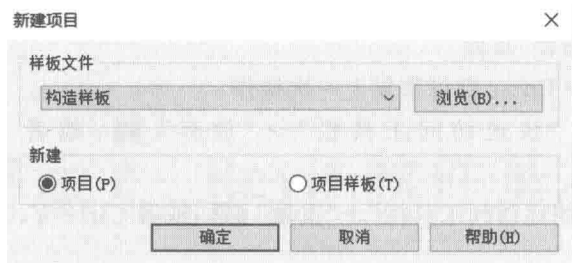 新建项目
样板文件
构造样板 浏览(B)...
新建
项目(P) 项目样板(T)
确定 取消 帮助(H)